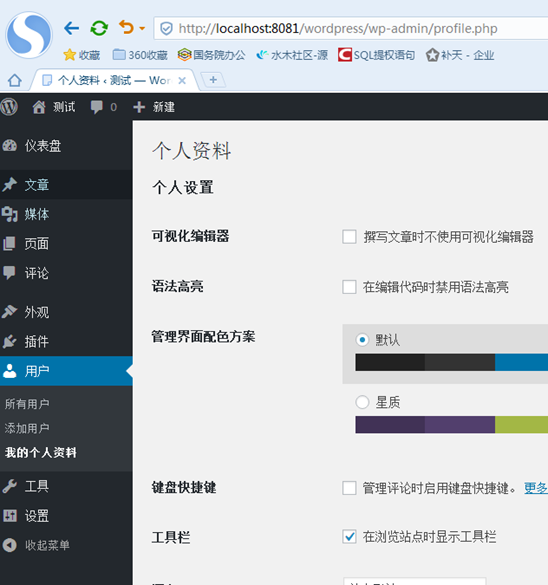 http://localhost:8081/wordpress/wp-admin/profile.php
收藏 360收藏 国务院办公 水木社区-源 SQL提权语句 补天 - 企业
个人资料 ‹ 测试 — Wor
测试 0 新建
仪表盘
文章
媒体
页面
评论
外观
插件
用户
所有用户
添加用户
我的个人资料
工具
设置
收起菜单
个人资料
个人设置
可视化编辑器 撰写文章时不使用可视化编辑器
语法高亮 在编辑代码时禁用语法高亮
管理界面配色方案 默认
星质
键盘快捷键 管理评论时启用键盘快捷键。 更多
工具栏 在浏览站点时显示工具栏